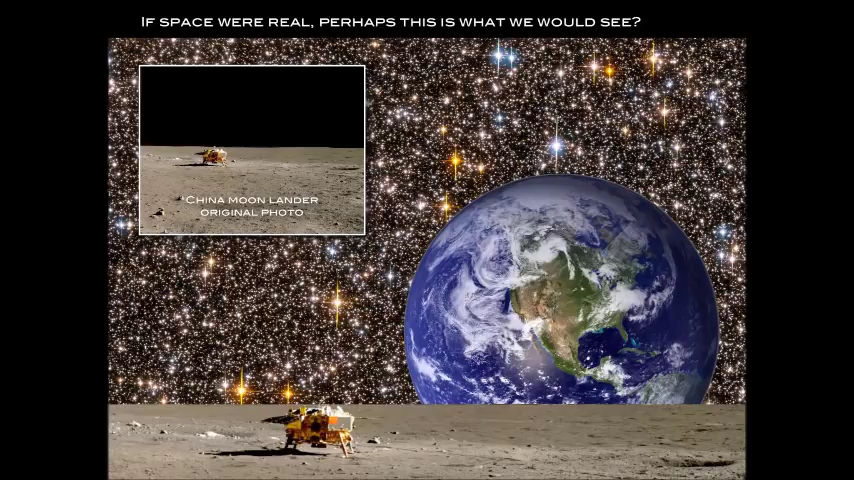 If space were real, perhaps this is what we would see?
*China moon lander
original photo